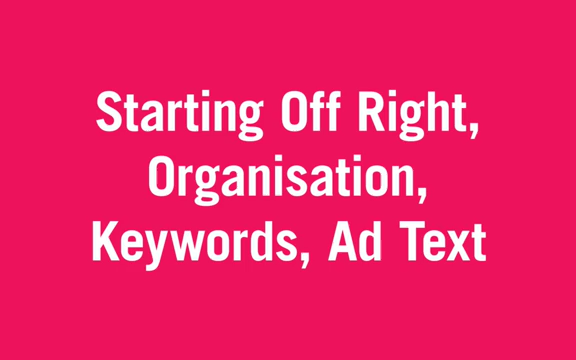 Starting Off Right,
Organisation,
Keywords, Ad Text